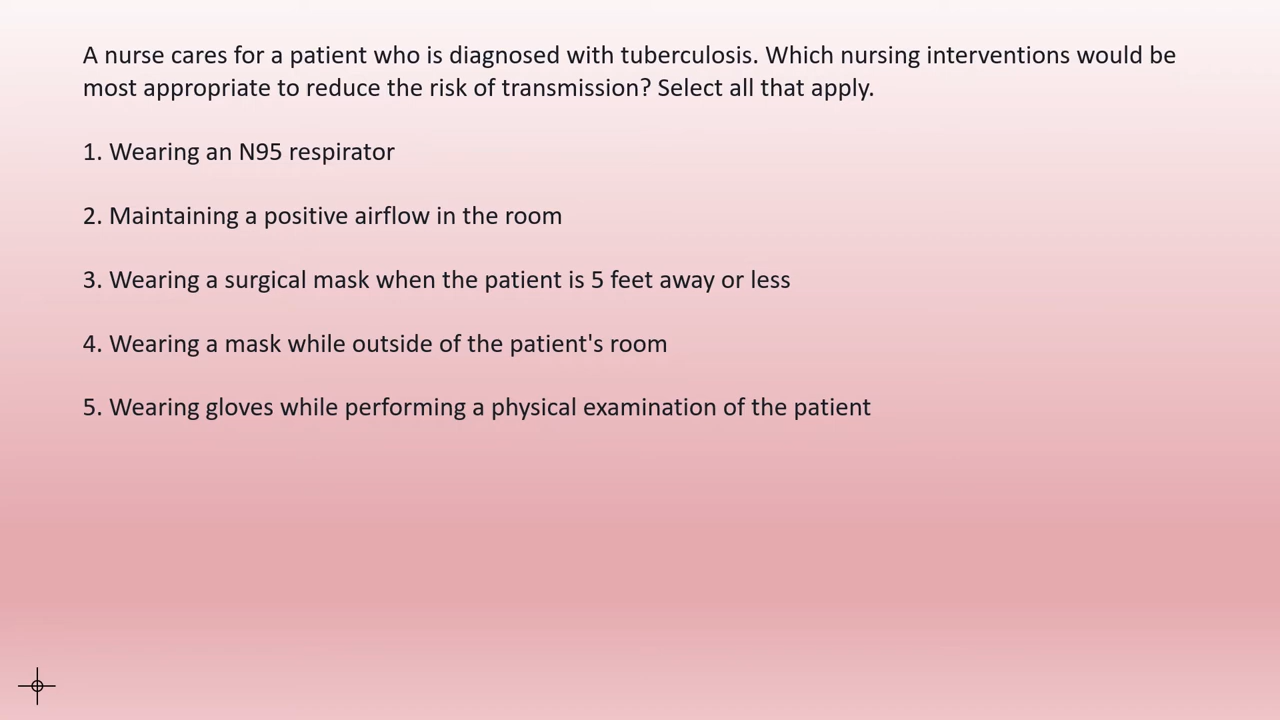 A nurse cares for a patient who is diagnosed with tuberculosis. Which nursing interventions would be
most appropriate to reduce the risk of transmission? Select all that apply.
1. Wearing an N95 respirator
2. Maintaining a positive airflow in the room
3. Wearing a surgical mask when the patient is 5 feet away or less
4. Wearing a mask while outside of the patient's room
5. Wearing gloves while performing a physical examination of the patient